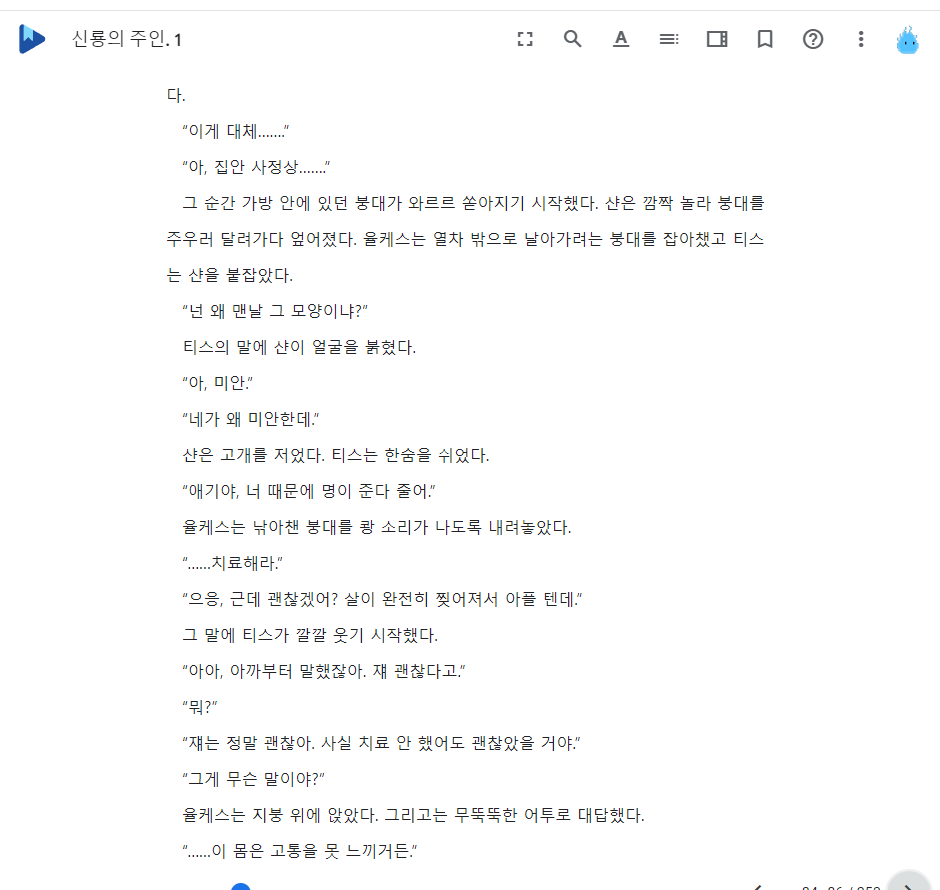 신룡의 주인. 1
다.
“이게 대체…….”
“아, 집안 사정상…….”
그 순간 가방 안에 있던 붕대가 와르르 쏟아지기 시작했다. 샨은 깜짝 놀라 붕대를
주우러 달려가다 엎어졌다. 율케스는 열차 밖으로 날아가려는 붕대를 잡아챘고 티스
는 샨을 붙잡았다.
“넌 왜 맨날 그 모양이냐?”
티스의 말에 샨이 얼굴을 붉혔다.
“아, 미안.”
“네가 왜 미안한데.”
샨은 고개를 저었다. 티스는 한숨을 쉬었다.
“애기야, 너 때문에 명이 준다 줄어.”
율케스는 낚아챈 붕대를 쾅 소리가 나도록 내려놓았다.
“……치료해라.”
“으응, 근데 괜찮겠어? 살이 완전히 찢어져서 아플 텐데.”
그 말에 티스가 깔깔 웃기 시작했다.
“아아, 아까부터 말했잖아. 쟤 괜찮다고.”
“뭐?”
“쟤는 정말 괜찮아. 사실 치료 안 했어도 괜찮았을 거야.”
“그게 무슨 말이야?”
율케스는 지붕 위에 앉았다. 그리고는 무뚝뚝한 어투로 대답했다.
“……이 몸은 고통을 못 느끼거든.”